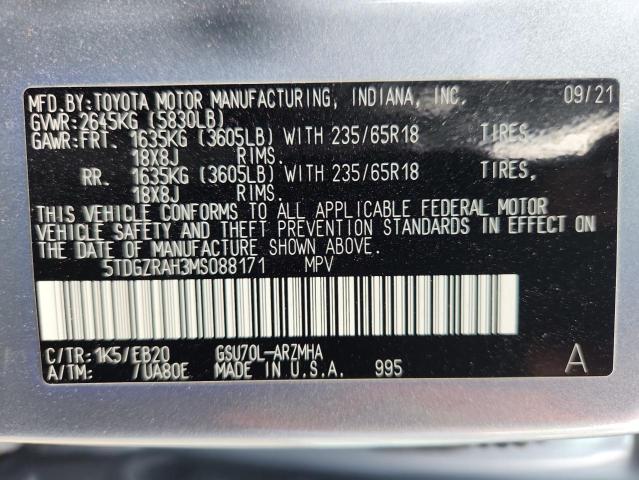 MFD.BY:TOYOTA MOTOR MANUFACTURING, INDIANA, INC. 09/21
GVWR:2645KG (5830LB)
GAWR:FRT. 1635KG (3605LB) WITH 235/65R18 TIRES,
18X8J RIMS.
RR. 1635KG (3605LB) WITH 235/65R18 TIRES,
18X8J RIMS.
THIS VEHICLE CONFORMS TO ALL APPLICABLE FEDERAL MOTOR
VEHICLE SAFETY AND THEFT PREVENTION STANDARDS IN EFFECT ON
THE DATE OF MANUFACTURE SHOWN ABOVE.
5TDGZRAH3MS088171 MPV
C/TR:1K5/EB20 GSU70L-ARZMHA
A/TM: /UA80E MADE IN U.S.A. 995 A